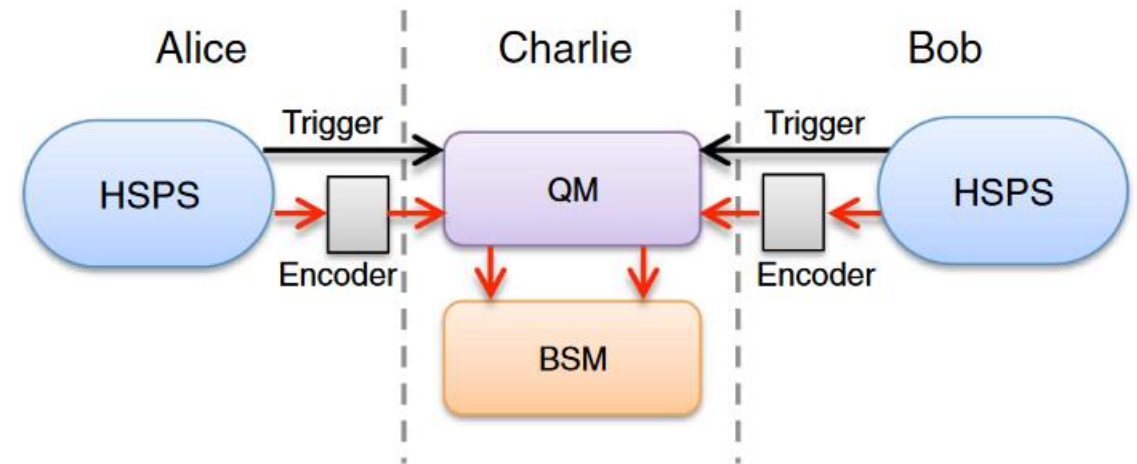 Alice
Charlie
Bob
Trigger
Trigger
HSPS
QM
HSPS
Encoder
Encoder
BSM